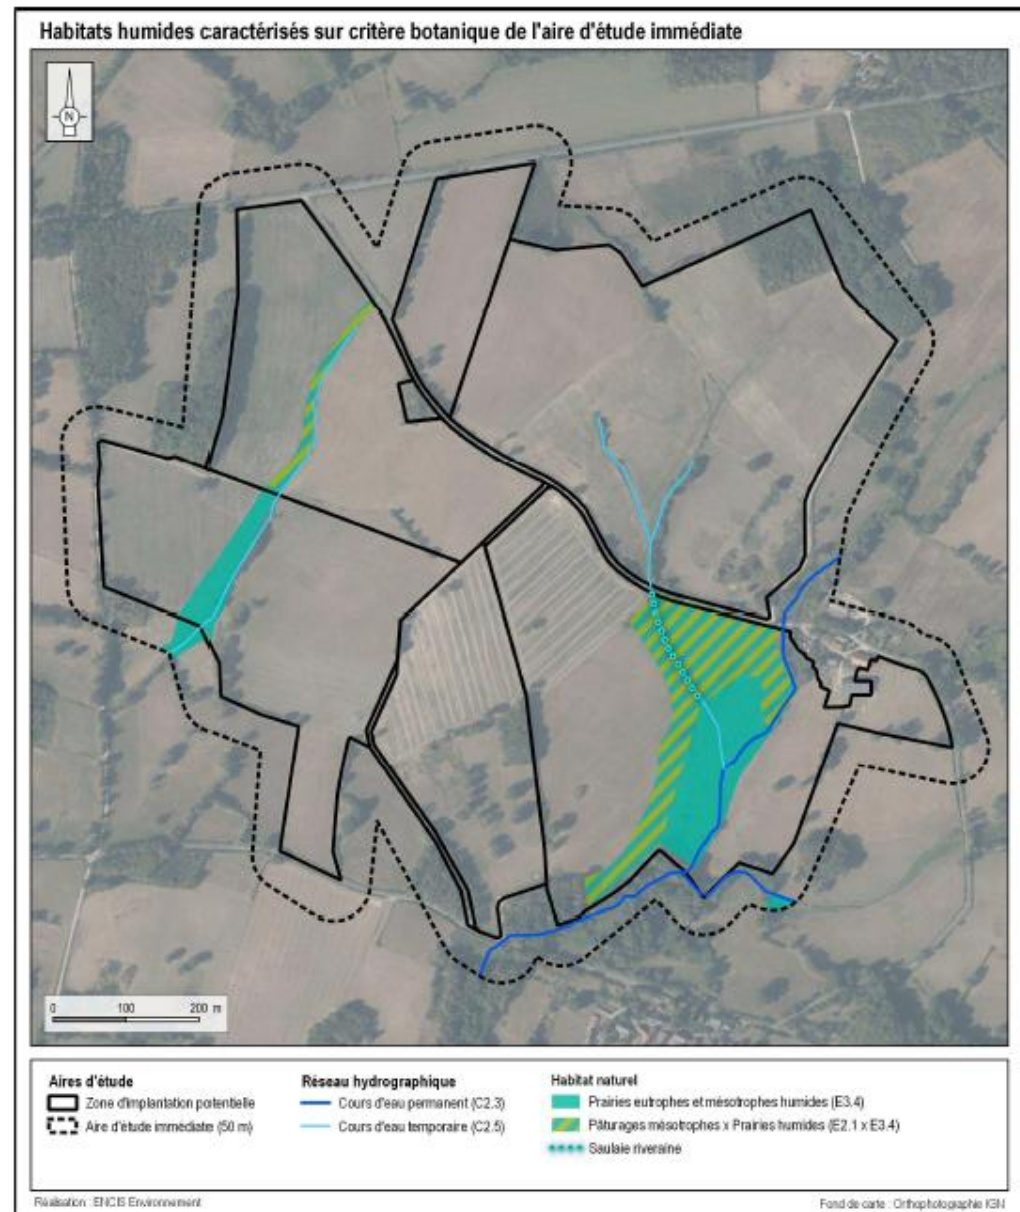 Habitats humides caractérisés sur critère botanique de l'aire d'étude immédiate
N
0 100 200 m
Aires d'étude
Zone d'implantation potentielle
Aire d'étude immédiate (50 m)
Réseau hydrographique
Cours d'eau permanent (C2.3)
Cours d'eau temporaire (C2.5)
Habitat naturel
Prairies eutrophes et mésotrophes humides (E3.4)
Pâturages mésotrophes x Prairies humides (E2.1 x E3.4)
Saulaie riveraine
Réalisation : ENCIS Environnement
Fond de carte : Orthophotographie IGN